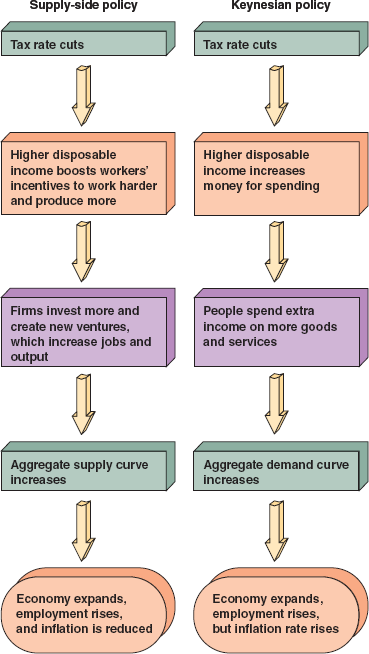 Supply-side policy
Tax rate cuts
Higher disposable
income boosts workers'
incentives to work harder
and produce more
Firms invest more and
create new ventures,
which increase jobs and
output
Aggregate supply curve
increases
Economy expands,
employment rises,
and inflation is reduced
Keynesian policy
Tax rate cuts
Higher disposable
income increases
money for spending
People spend extra
income on more goods
and services
Aggregate demand curve
increases
Economy expands,
employment rises,
but inflation rate rises